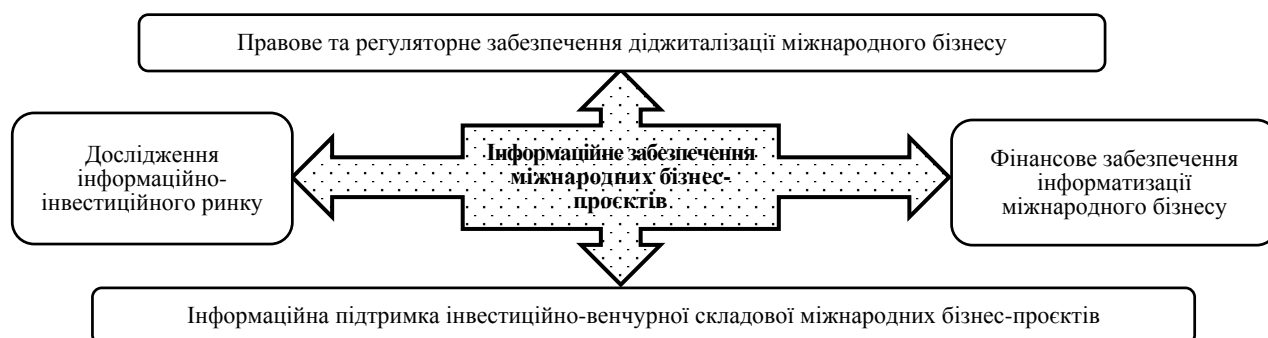 Правове та регуляторне забезпечення діджиталізації міжнародного бізнесу
Дослідження
інформаційно-
інвестиційного ринку
Інформаційне забезпечення
міжнародних бізнес-
проєктів
Фінансове забезпечення
інформатизації
міжнародного бізнесу
Інформаційна підтримка інвестиційно-венчурної складової міжнародних бізнес-проєктів